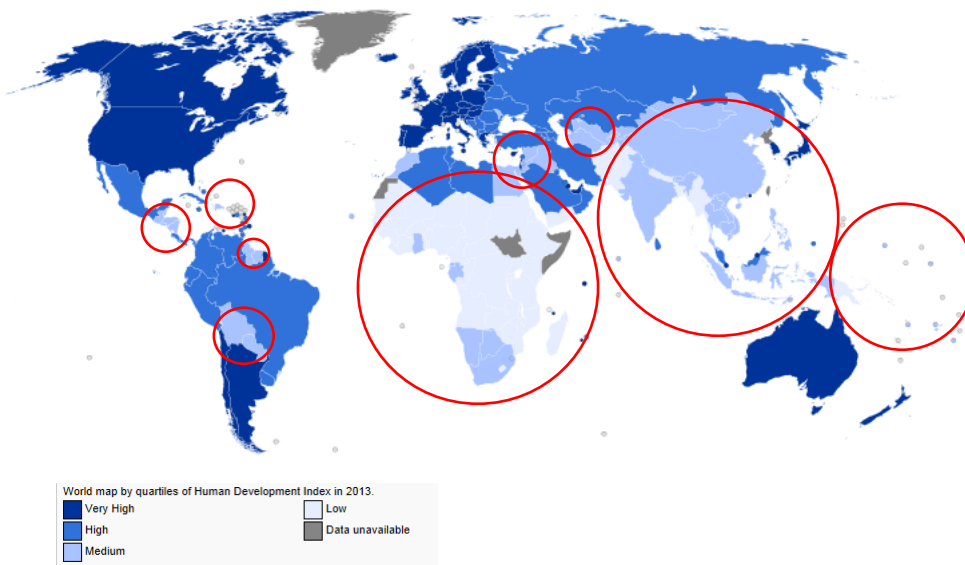 World map by quartiles of Human Development Index in 2013.
Very High
Low
High
Data unavailable
Medium